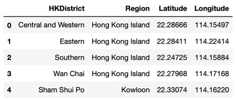 HKDistrict Region Latitude Longitude
0 Central and Western Hong Kong Island 22.28666 114.15497
1 Eastern Hong Kong Island 22.28411 114.22414
2 Southern Hong Kong Island 22.24725 114.15884
3 Wan Chai Hong Kong Island 22.27968 114.17168
4 Sham Shui Po Kowloon 22.33074 114.16220